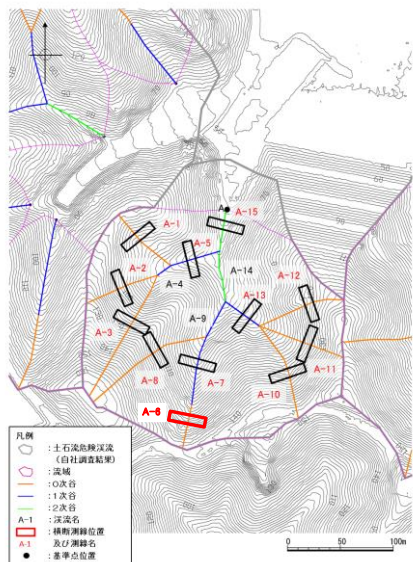 A
A-15
A-1
A-5
A-14
A-2
A-4
A-12
A-9
A-13
A-3
A-8
A-7
A-11
A-10
A-6
凡例
:土石流危険渓流
(自社調査結果)
:流域
:0次谷
:1次谷
:2次谷
A-1 :渓流名
:横断測線位置
A-1 及び測線名
:基準点位置
0 50 100m